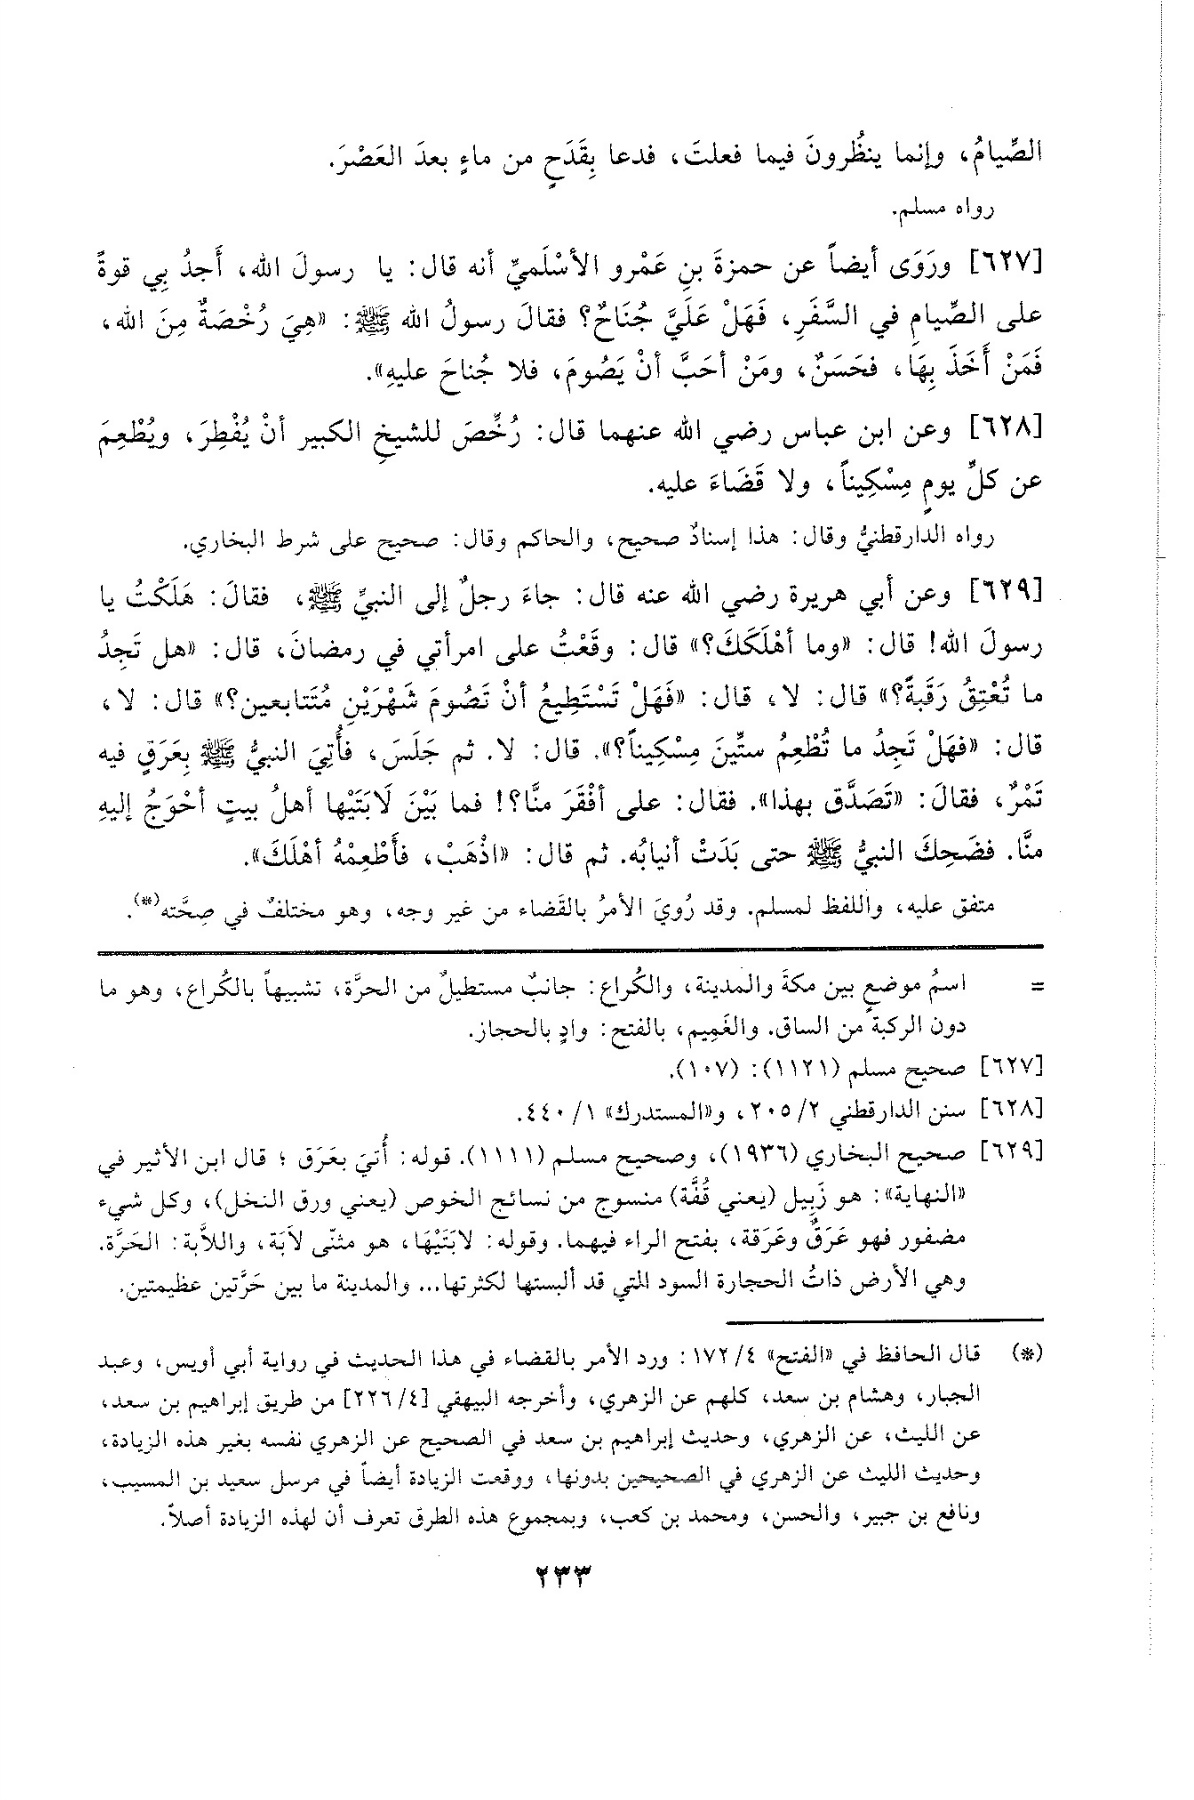 الصِّيامُ، وإنما ينظُرونَ فيما فعلتَ، فدعا بِقَدَحٍ من ماءٍ بعدَ العَصْرَ.
رواه مسلم.
[٦٢٧] ورَوَى أيضاً عن حمزةَ بنِ عَمْرو الأسْلَميِّ أنه قال: يا رسولَ الله، أَجدُ بِي قوةً
على الصِّيامِ في السَّفَرِ، فَهَلْ عَلَيَّ جُنَاحٌ؟ فقالَ رسولُ الله ﷺ: «هِيَ رُخْصَةٌ مِنَ الله،
فَمَنْ أَخَذَ بِهَا، فحَسَنٌ، ومَنْ أحَبَّ أنْ يَصُومَ، فلا جُناحَ عليهِ».
[٦٢٨] وعن ابن عباس رضي الله عنهما قال: رُخِّصَ للشيخِ الكبير أنْ يُفْطِرَ، ويُطْعِمَ
عن كلِّ يومٍ مِسْكِيناً، ولا قَضَاءَ عليه.
رواه الدارقطنيُّ وقال: هذا إسنادٌ صحيح، والحاكم وقال: صحيح على شرط البخاري.
[٦٢٩] وعن أبي هريرة رضي الله عنه قال: جاءَ رجلٌ إلى النبيِّ ﷺ، فقالَ: هَلَكْتُ يا
رسولَ الله! قال: «وما أهْلَكَكَ؟» قال: وقَعْتُ على امرأتي في رمضانَ، قال: «هل تَجِدُ
ما تُعْتِقُ رَقَبَةً؟» قال: لا، قال: «فَهَلْ تَسْتَطِيعُ أنْ تَصُومَ شَهْرَيْنِ مُتَتابعين؟» قال: لا،
قال: «فهَلْ تَجِدُ ما تُطْعِمُ ستِّينَ مِسْكِيناً؟». قال: لا. ثم جَلَسَ، فأُتِيَ النبيُّ ﷺ بِعَرَقٍ فيه
تَمْرٌ، فقالَ: «تَصَدَّق بهذا». فقال: على أفْقَرَ منَّا؟! فما بَيْنَ لَابَتَيْها أهلُ بيتٍ أحْوَجُ إليهِ
منَّا. فضَحِكَ النبيُّ ﷺ حتى بَدَتْ أنيابُه. ثم قال: «اذْهَبْ، فأَطْعِمْهُ أهْلَكَ».
متفق عليه، واللفظ لمسلم. وقد رُويَ الأمرُ بالقَضاء من غير وجه، وهو مختلفٌ في صِحَّته(*).
= اسمُ موضعٍ بين مكةَ والمدينة، والكُراع: جانبٌ مستطيلٌ من الحرَّة، تشبيهاً بالكُراع، وهو ما
دون الركبة من الساق. والغَمِيم، بالفتح: وادٍ بالحجاز.
[٦٢٧] صحيح مسلم (١١٢١): (١٠٧).
[٦٢٨] سنن الدارقطني ٢/ ٢٠٥، و«المستدرك» ١/ ٤٤٠.
[٦٢٩] صحيح البخاري (١٩٣٦)، وصحيح مسلم (١١١١). قوله: أُتيَ بعَرَق؛ قال ابن الأثير في
«النهاية»: هو زَبِيل (يعني قُفَّة) منسوج من نسائج الخوص (يعني ورق النخل)، وكل شيء
مضفور فهو عَرَقٌ وعَرَقة، بفتح الراء فيهما. وقوله: لابَتَيْهَا، هو مثنّى لابَة، واللاَّبة: الحَرَّة.
وهي الأرض ذاتُ الحجارة السود التي قد ألبستها لكثرتها... والمدينة ما بين حَرَّتين عظيمتين.
(*) قال الحافظ في «الفتح» ٤/ ١٧٢: ورد الأمر بالقضاء في هذا الحديث في رواية أبي أويس، وعبد
الجبار، وهشام بن سعد، كلهم عن الزهري، وأخرجه البيهقي [٤/ ٢٢٦] من طريق إبراهيم بن سعد،
عن الليث، عن الزهري، وحديث إبراهيم بن سعد في الصحيح عن الزهري نفسه بغير هذه الزيادة،
وحديث الليث عن الزهري في الصحيحين بدونها، ووقعت الزيادة أيضاً في مرسل سعيد بن المسيب،
ونافع بن جبير، والحسن، ومحمد بن كعب، وبمجموع هذه الطرق تعرف أن لهذه الزيادة أصلاً.
٢٣٣